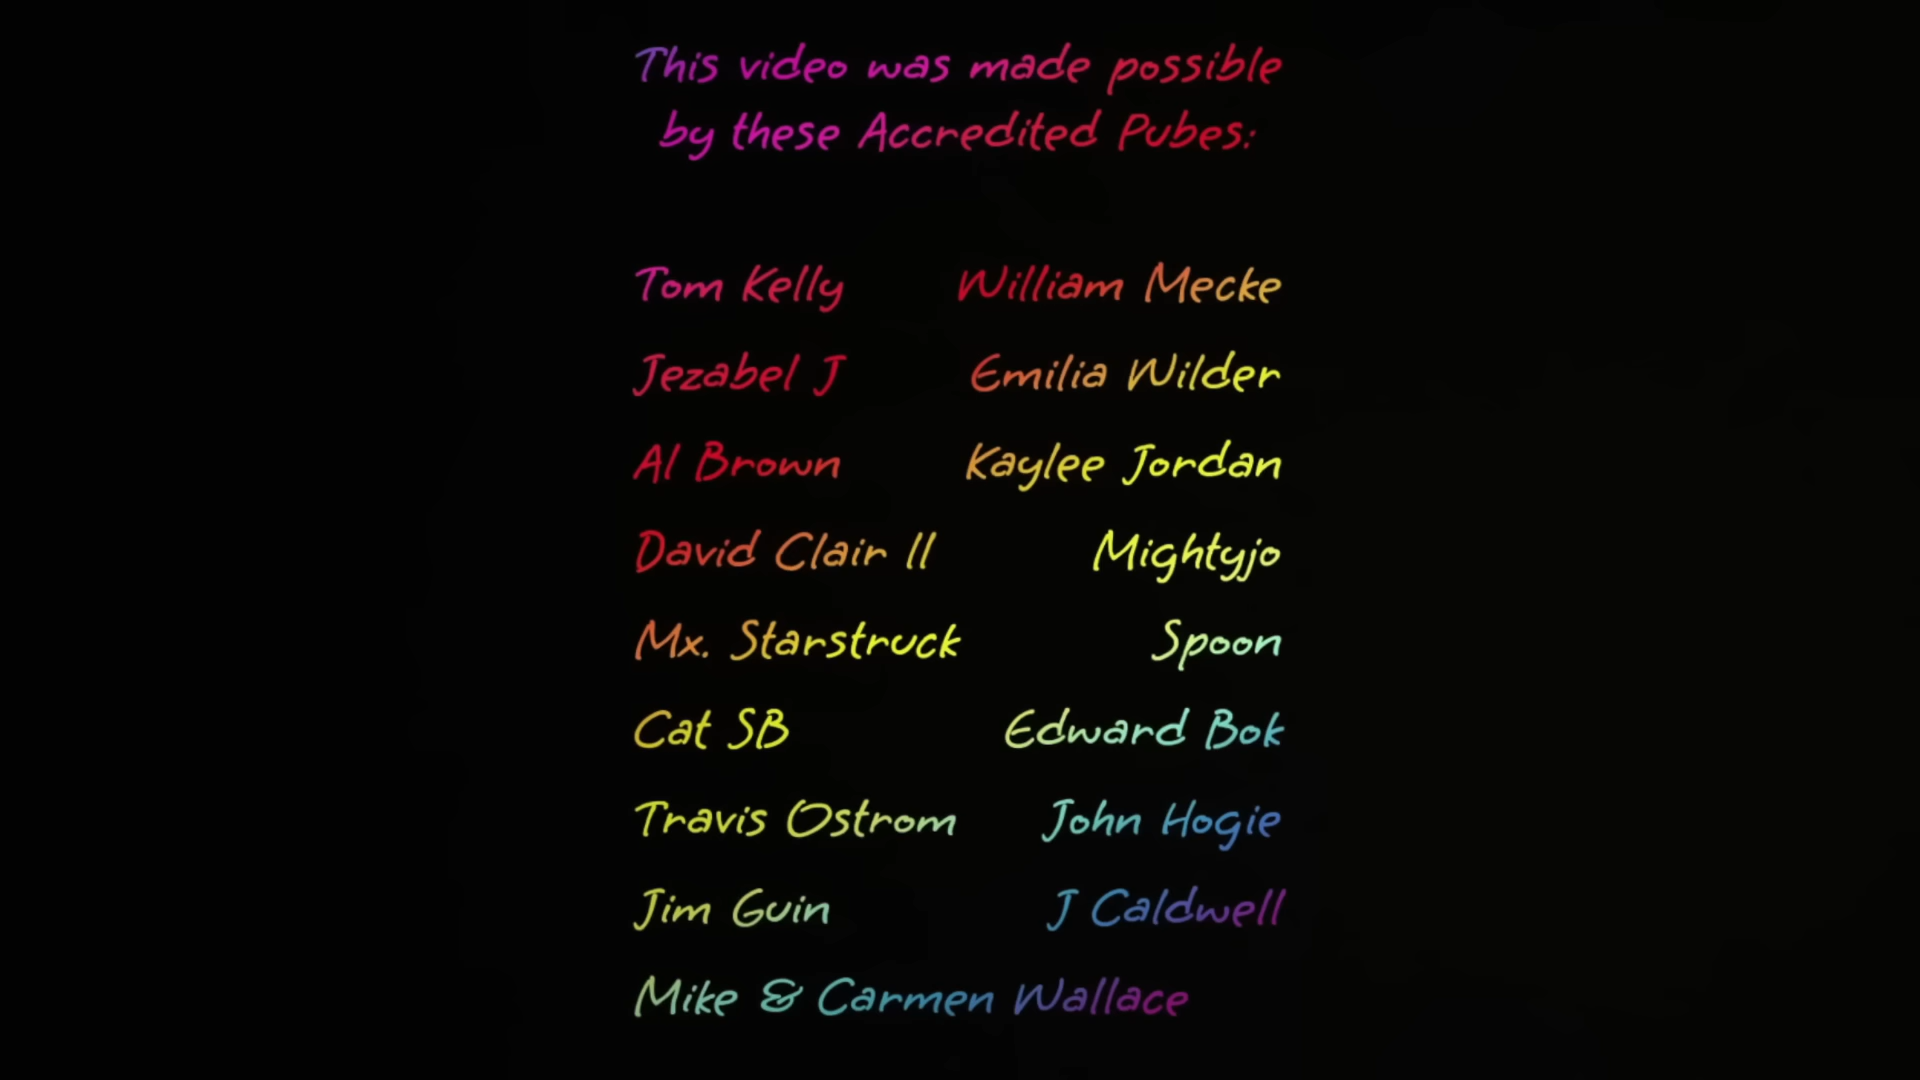 This video was made possible
by these Accredited Pubes:
Tom Kelly William Mecke
Jezabel J Emilia Wilder
Al Brown Kaylee Jordan
David Clair II Mightyjo
Mx. Starstruck Spoon
Cat SB Edward Bok
Travis Ostrom John Hogie
Jim Guin J Caldwell
Mike & Carmen Wallace